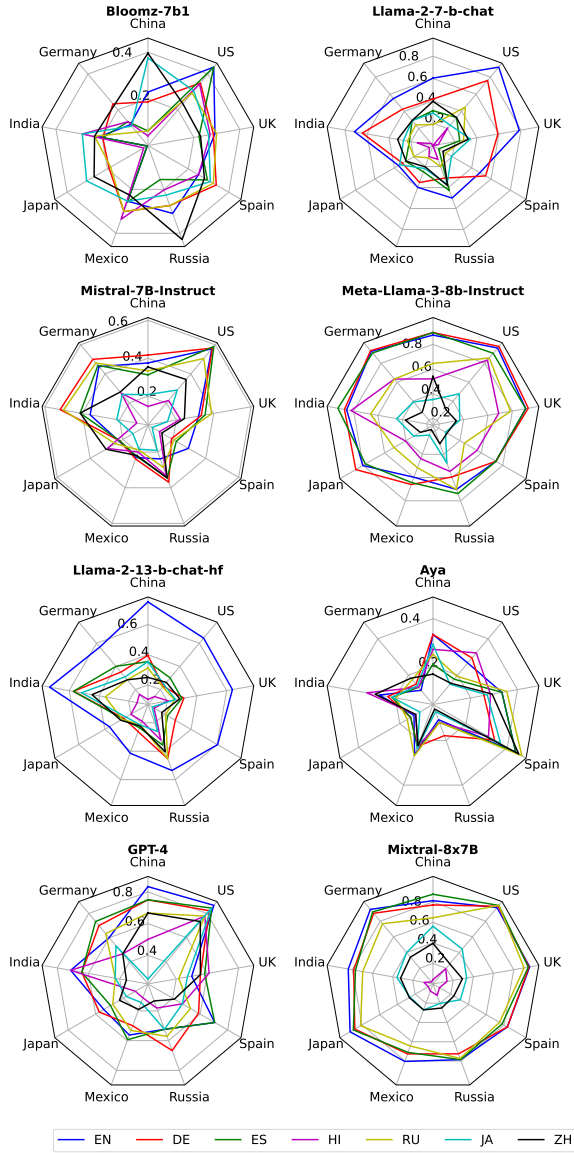 Bloomz-7b1
China
US
UK
Spain
Russia
Mexico
Japan
India
Germany
0.2
0.4
Llama-2-7-b-chat
China
US
UK
Spain
Russia
Mexico
Japan
India
Germany
0.2
0.4
0.6
0.8
Mistral-7B-Instruct
China
US
UK
Spain
Russia
Mexico
Japan
India
Germany
0.2
0.4
0.6
Meta-Llama-3-8b-Instruct
China
US
UK
Spain
Russia
Mexico
Japan
India
Germany
0.2
0.4
0.6
0.8
Llama-2-13-b-chat-hf
China
US
UK
Spain
Russia
Mexico
Japan
India
Germany
0.2
0.4
0.6
Aya
China
US
UK
Spain
Russia
Mexico
Japan
India
Germany
0.2
0.4
GPT-4
China
US
UK
Spain
Russia
Mexico
Japan
India
Germany
0.4
0.6
0.8
Mixtral-8x7B
China
US
UK
Spain
Russia
Mexico
Japan
India
Germany
0.2
0.4
0.6
0.8
EN DE ES HI RU JA ZH